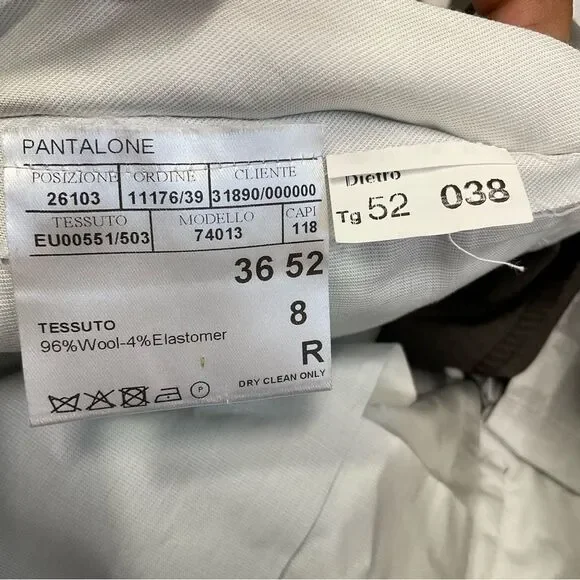 PANTALONE
POSIZIONE ORDINE CLIENTE
26103 11176/39 31890/000000
TESSUTO MODELLO CAPI
EU00551/503 74013 118
36 52
8
R
TESSUTO
96%Wool-4%Elastomer
P
DRY CLEAN ONLY
Dietro
Tg 52 038